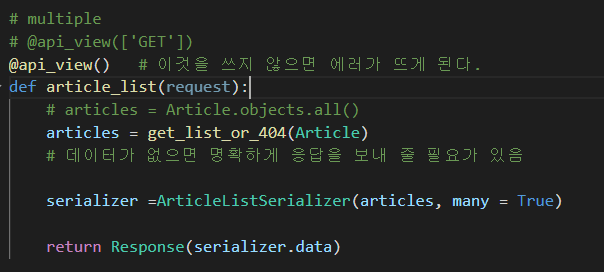 # multiple
# @api_view(['GET'])
@api_view()   # 이것을 쓰지 않으면 에러가 뜨게 된다.
def article_list(request):
    # articles = Article.objects.all()
    articles = get_list_or_404(Article)
    # 데이터가 없으면 명확하게 응답을 보내 줄 필요가 있음
    serializer =ArticleListSerializer(articles, many = True)
    return Response(serializer.data)